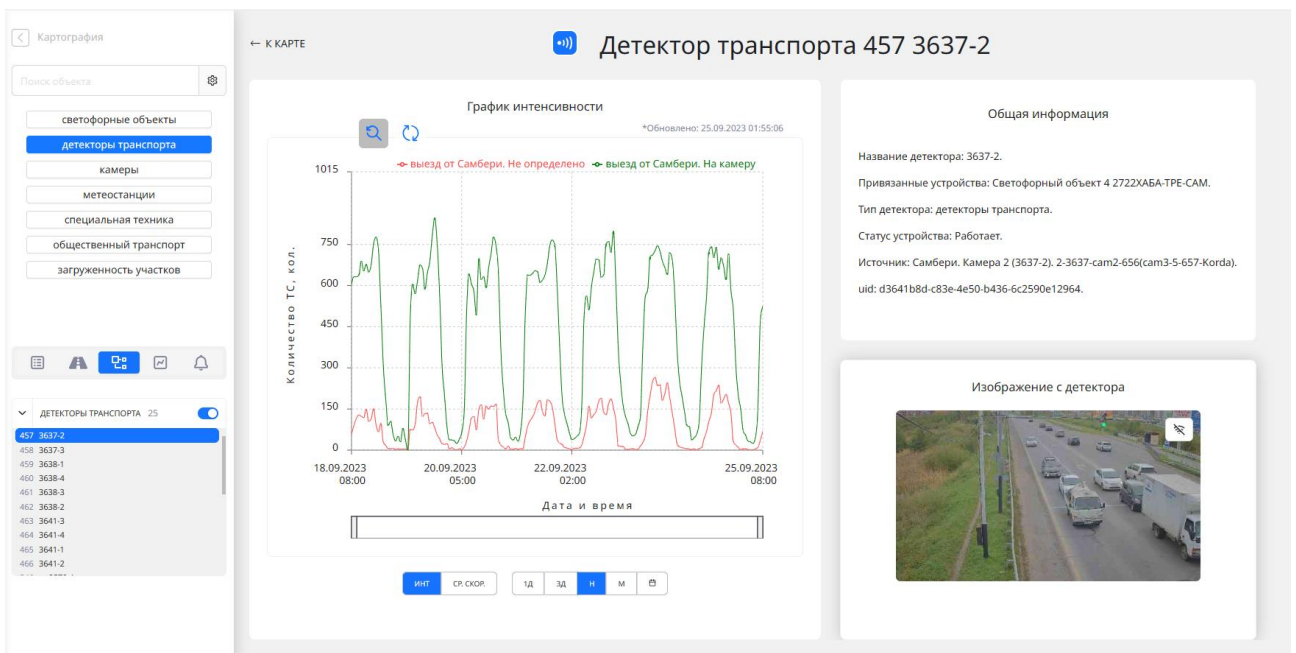 Картография
Поиск объекта
светофорные объекты
детекторы транспорта
камеры
метеостанции
специальная техника
общественный транспорт
загруженность участков
ДЕТЕКТОРЫ ТРАНСПОРТА 25
457 3637-2
458 3637-3
459 3638-1
460 3638-4
461 3638-3
462 3638-2
463 3641-3
464 3641-4
465 3641-1
466 3641-2
← К КАРТЕ
Детектор транспорта 457 3637-2
График интенсивности
*Обновлено: 25.09.2023 01:55:06
выезд от Самбери. Не определено выезд от Самбери. На камеру
Количество ТС, кол.
1015
750
600
450
300
150
0
18.09.2023 20.09.2023 22.09.2023 25.09.2023
08:00 05:00 02:00 08:00
Дата и время
ИНТ СР. СКОР. 1Д 3Д Н М
Общая информация
Название детектора: 3637-2.
Привязанные устройства: Светофорный объект 4 2722ХАБА-ТРЕ-САМ.
Тип детектора: детекторы транспорта.
Статус устройства: Работает.
Источник: Самбери. Камера 2 (3637-2). 2-3637-cam2-656(cam3-5-657-Korda).
uid: d3641b8d-c83e-4e50-b436-6c2590e12964.
Изображение с детектора